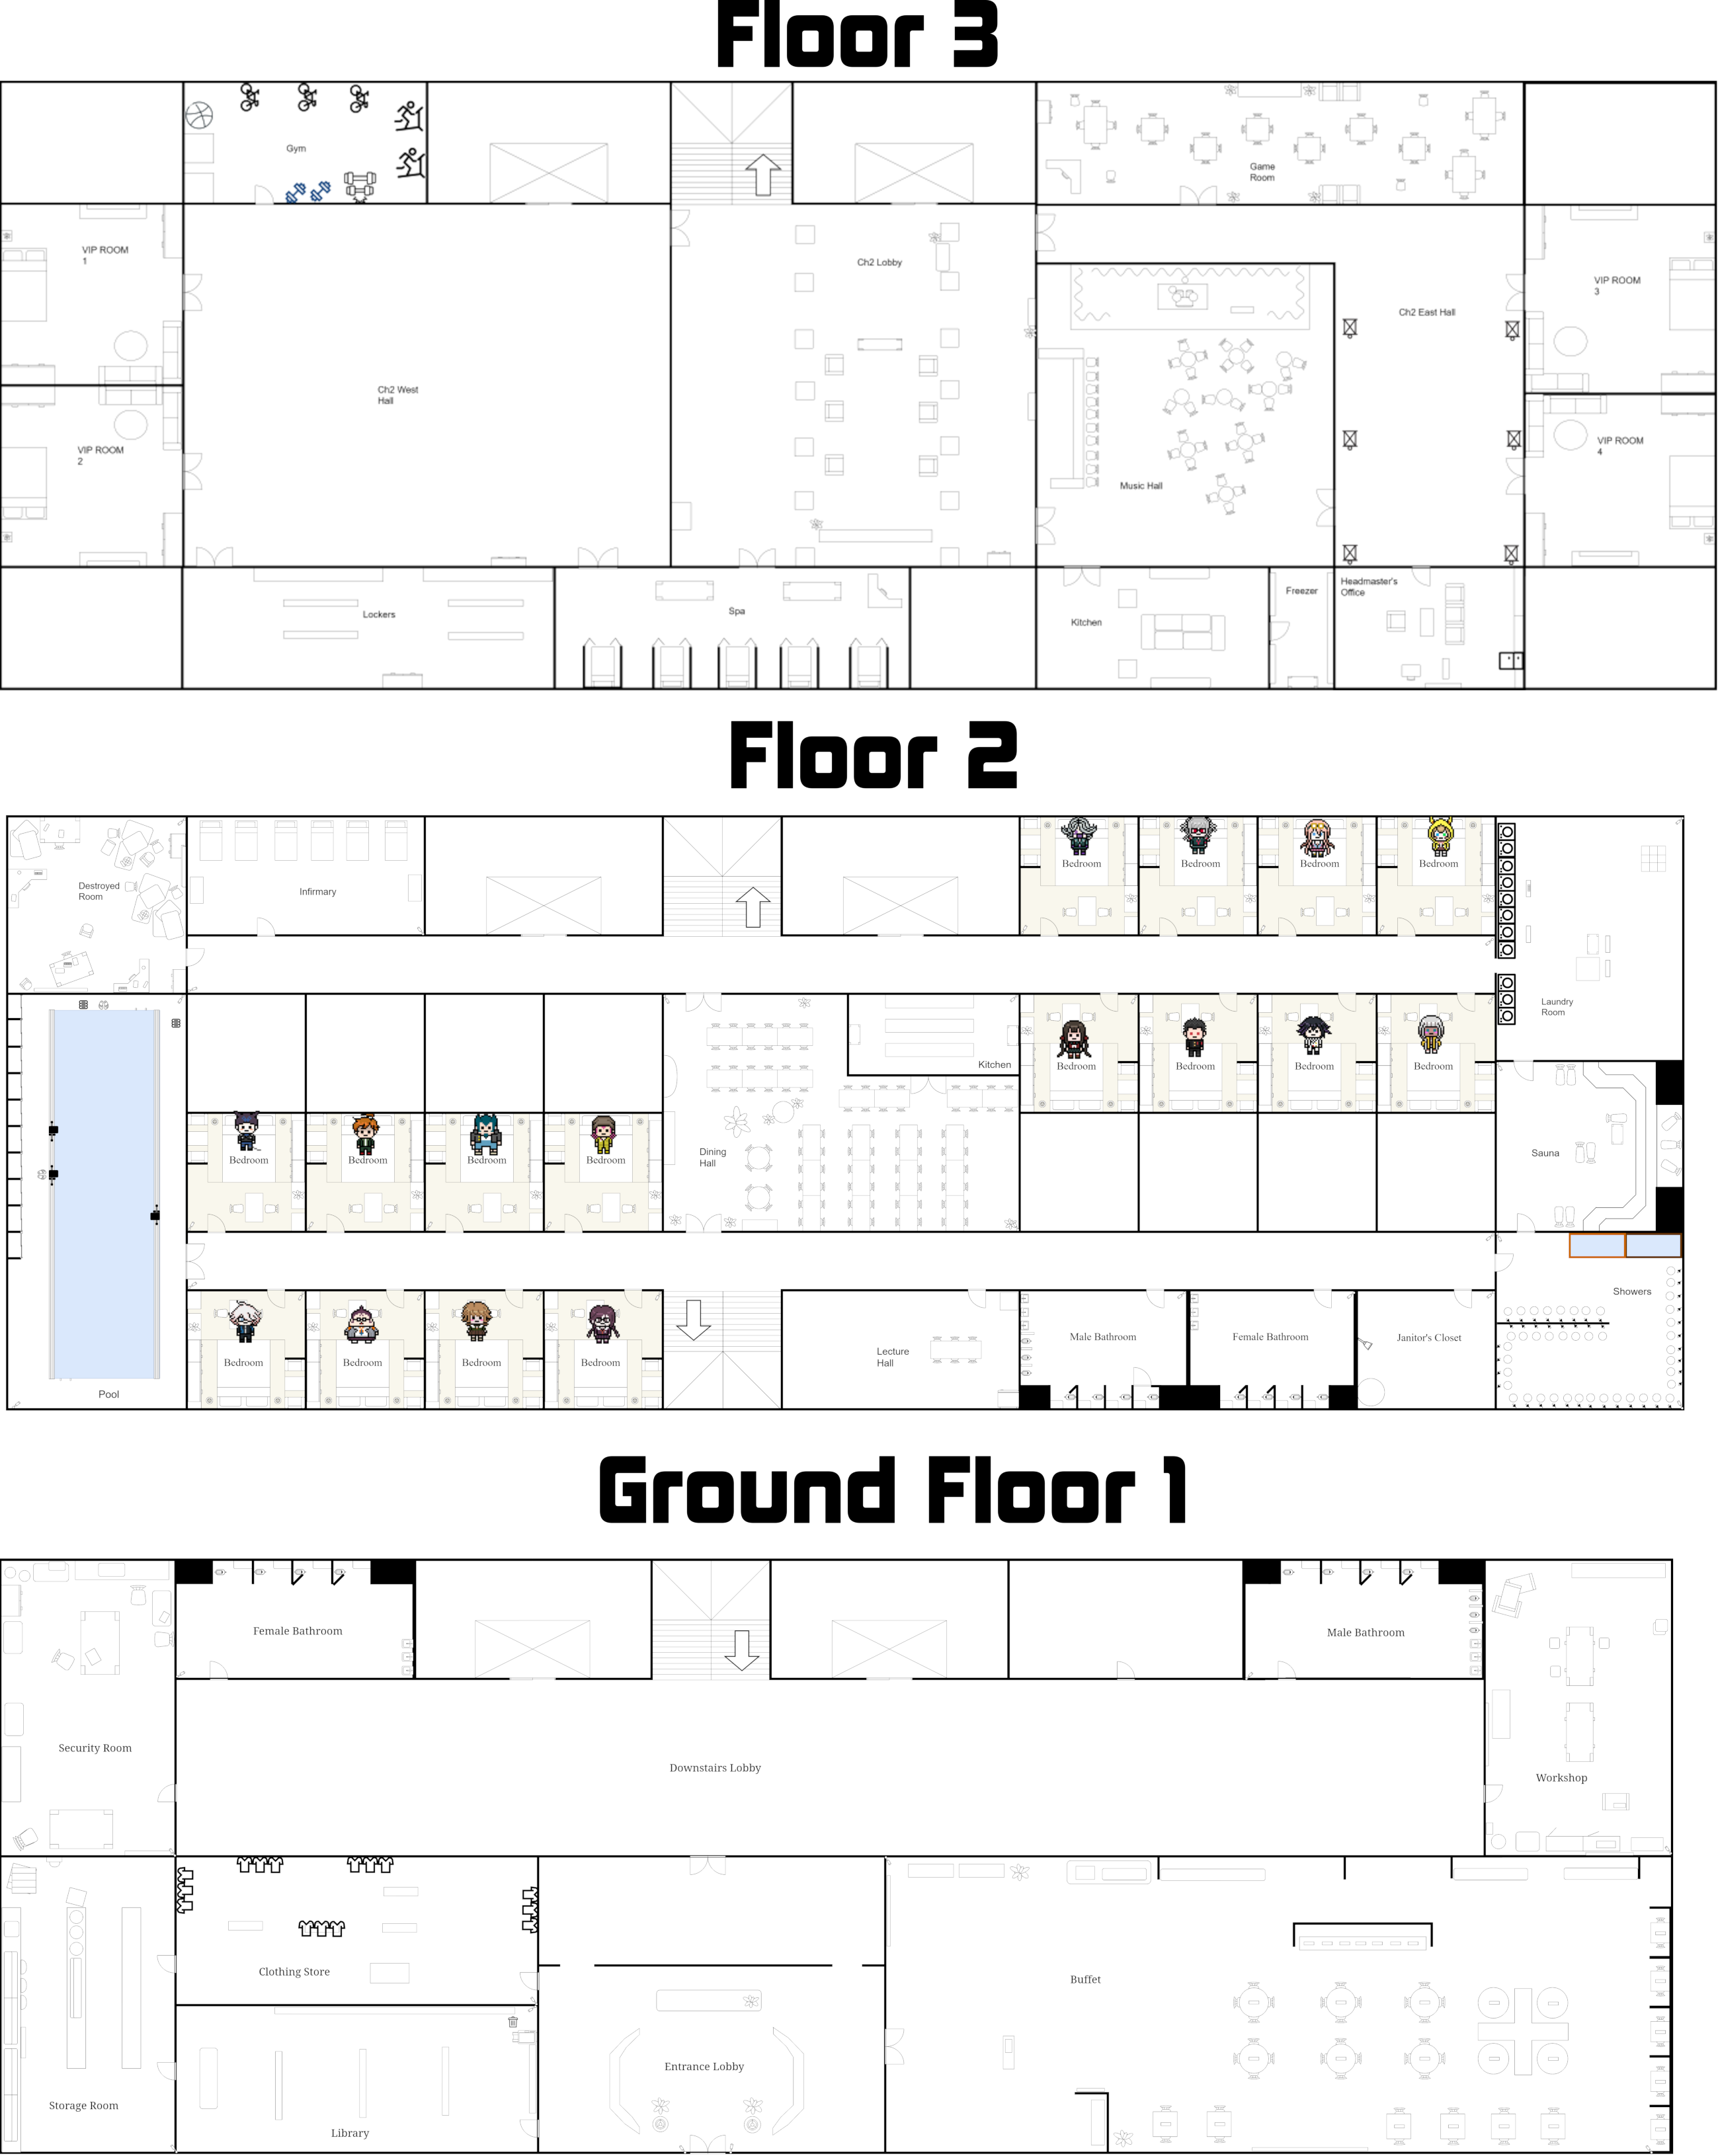 Floor 3
Gym
Game
Room
VIP ROOM
1
Ch2 Lobby
VIP ROOM
3
Ch2 East Hall
Ch2 West
Hall
VIP ROOM
2
VIP ROOM
4
Music Hall
Lockers
Spa
Kitchen
Freezer
Headmaster's
Office
Floor 2
Destroyed
Room
Infirmary
Bedroom
Bedroom
Bedroom
Bedroom
Laundry
Room
Kitchen
Bedroom
Bedroom
Bedroom
Bedroom
Bedroom
Bedroom
Bedroom
Bedroom
Dining
Hall
Sauna
Showers
Bedroom
Bedroom
Bedroom
Bedroom
Lecture
Hall
Male Bathroom
Female Bathroom
Janitor's Closet
Pool
Ground Floor 1
Female Bathroom
Male Bathroom
Security Room
Downstairs Lobby
Workshop
Clothing Store
Buffet
Entrance Lobby
Storage Room
Library